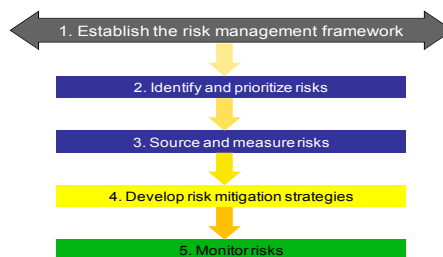 1. Establish the risk management framework
2. Identify and prioritize risks
3. Source and measure risks
4. Develop risk mitigation strategies
5. Monitor risks